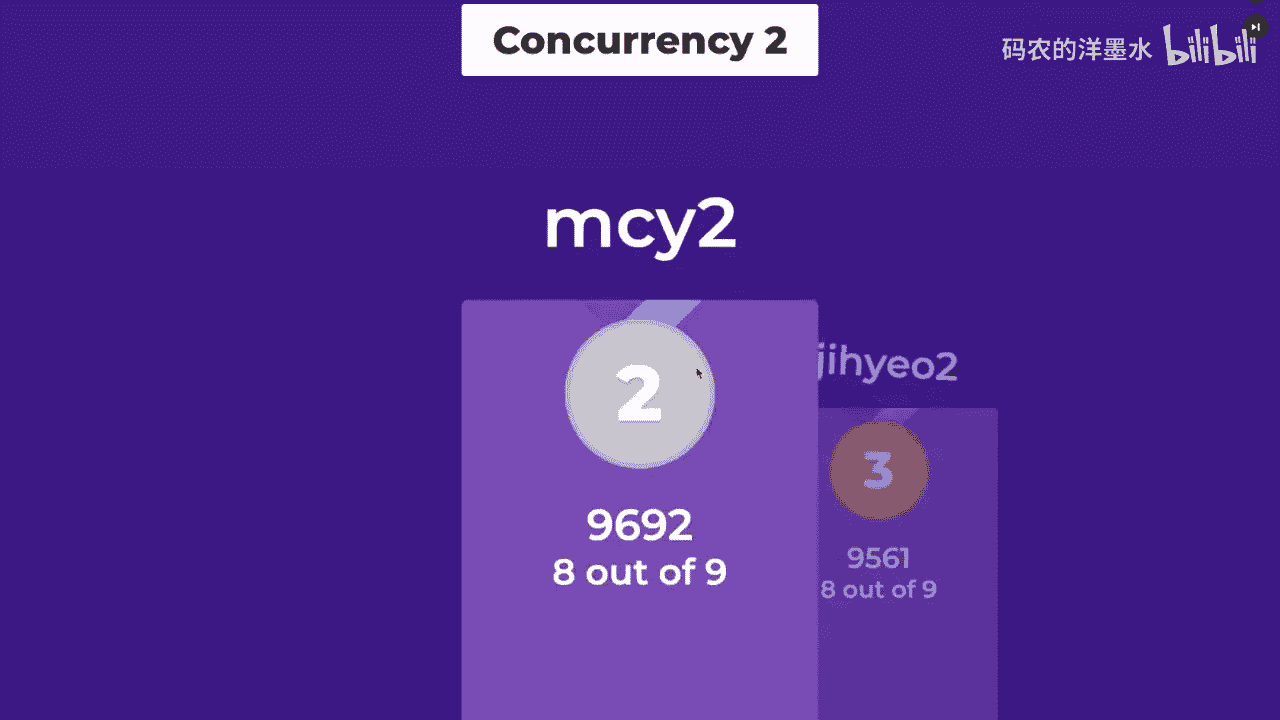 Concurrency 2
码农的洋墨水 bilibili
mcy2
2
9692
8 out of 9
jihyeo2
3
9561
8 out of 9